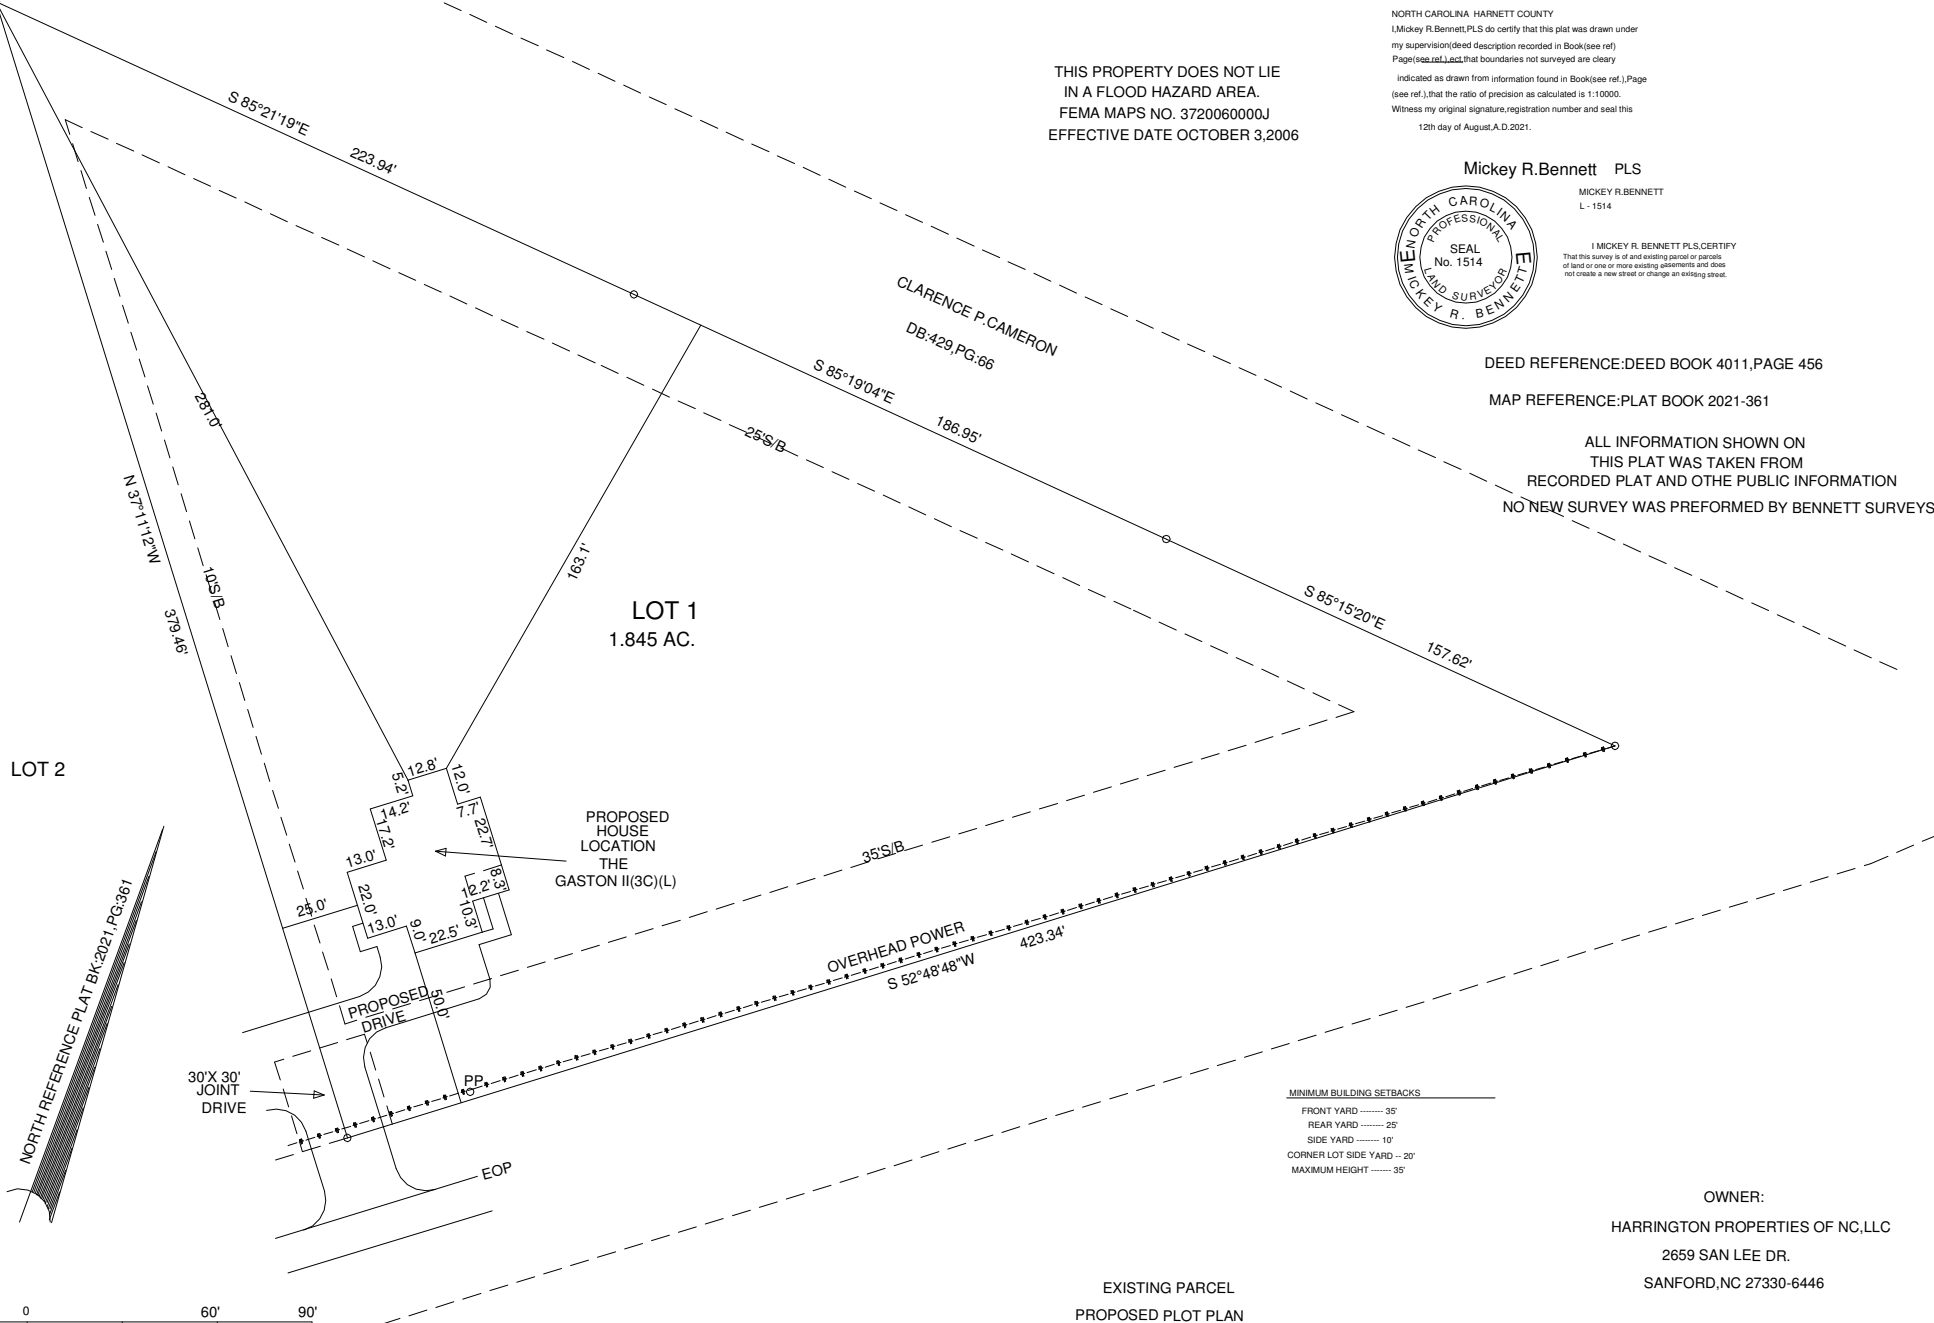 NORTH CAROLINA HARNETT COUNTY
I,Mickey R.Bennett,PLS do certify that this plat was drawn under
my supervision(deed description recorded in Book(see ref)
Page(see ref.),ect,that boundaries not surveyed are cleary
indicated as drawn from information found in Book(see ref.),Page
(see ref.),that the ratio of precision as calculated is 1:10000.
Witness my original signature,registration number and seal this
12th day of August,A.D.2021.
THIS PROPERTY DOES NOT LIE
IN A FLOOD HAZARD AREA.
FEMA MAPS NO. 3720060000J
EFFECTIVE DATE OCTOBER 3,2006
Mickey R.Bennett PLS
MICKEY R.BENNETT
L - 1514
NORTH CAROLINA
PROFESSIONAL
SEAL
No. 1514
LAND SURVEYOR
MICKEY R. BENNETT
E
E
I MICKEY R. BENNETT PLS,CERTIFY
That this survey is of and existing parcel or parcels
of land or one or more existing easements and does
not create a new street or change an existing street.
DEED REFERENCE:DEED BOOK 4011,PAGE 456
MAP REFERENCE:PLAT BOOK 2021-361
ALL INFORMATION SHOWN ON
THIS PLAT WAS TAKEN FROM
RECORDED PLAT AND OTHE PUBLIC INFORMATION
NO NEW SURVEY WAS PREFORMED BY BENNETT SURVEYS
S 85°21'19"E
223.94'
CLARENCE P.CAMERON
DB:429,PG:66
S 85°19'04"E
186.95'
25'S/B
281.0'
N 37°11'12"W
379.46'
10'S/B
163.1'
LOT 1
1.845 AC.
S 85°15'20"E
157.62'
LOT 2
12.8'
5.2'
12.0'
14.2'
7.7'
17.2'
22.7'
13.0'
8.3'
12.2'
22.0'
10.3'
25.0'
13.0'
9.0'
22.5'
50.0'
PROPOSED
HOUSE
LOCATION
THE
GASTON II(3C)(L)
35'S/B
OVERHEAD POWER
423.34'
S 52°48'48"W
PROPOSED
DRIVE
PP
30'X 30'
JOINT
DRIVE
EOP
NORTH REFERENCE PLAT BK:2021,PG:361
MINIMUM BUILDING SETBACKS
FRONT YARD -------- 35'
REAR YARD -------- 25'
SIDE YARD -------- 10'
CORNER LOT SIDE YARD -- 20'
MAXIMUM HEIGHT ------- 35'
OWNER:
HARRINGTON PROPERTIES OF NC,LLC
2659 SAN LEE DR.
SANFORD,NC 27330-6446
EXISTING PARCEL
PROPOSED PLOT PLAN
0 60' 90'